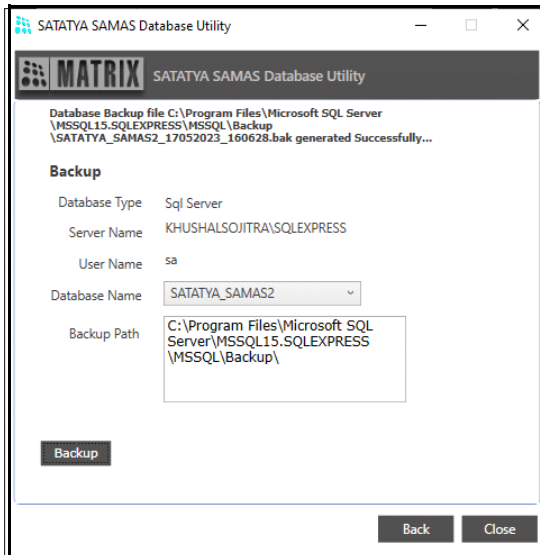 SATATYA SAMAS Database Utility
MATRIX SATATYA SAMAS Database Utility
Database Backup file C:\Program Files\Microsoft SQL Server
\MSSQL15.SQLEXPRESS\MSSQL\Backup
\SATATYA_SAMAS2_17052023_160628.bak generated Successfully...
Backup
Database Type Sql Server
Server Name KHUSHALSOJITRA\SQLEXPRESS
User Name sa
Database Name SATATYA_SAMAS2
Backup Path C:\Program Files\Microsoft SQL
Server\MSSQL15.SQLEXPRESS
\MSSQL\Backup\
Backup
Back Close